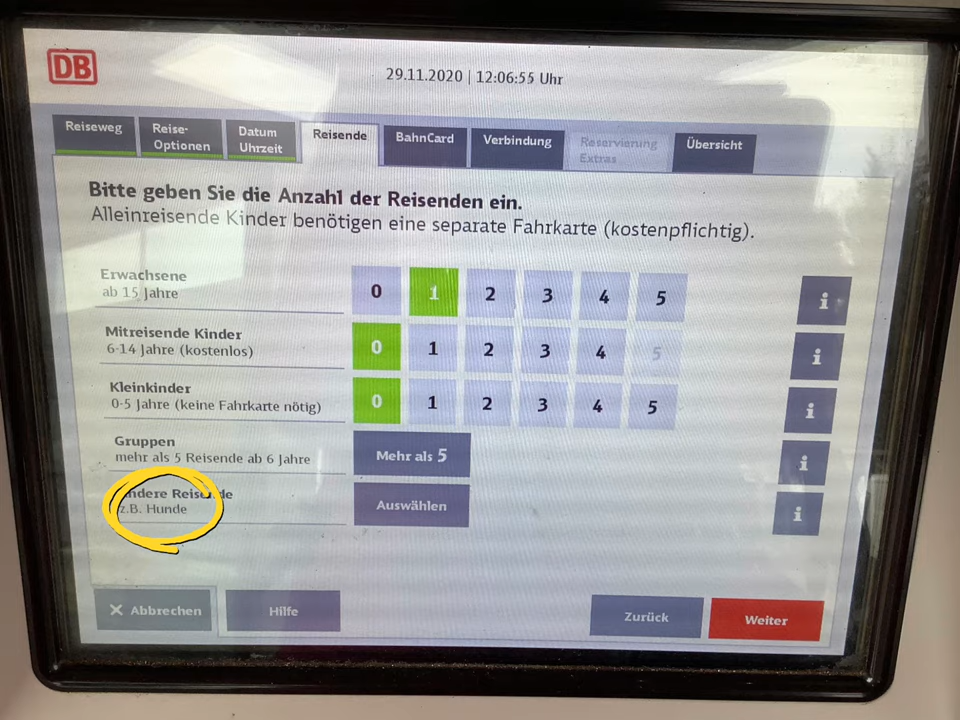 DB
29.11.2020 | 12:06:55 Uhr
Reiseweg
Reise-
Optionen
Datum
Uhrzeit
Reisende
BahnCard
Verbindung
Reservierung
Extras
Übersicht
Bitte geben Sie die Anzahl der Reisenden ein.
Alleinreisende Kinder benötigen eine separate Fahrkarte (kostenpflichtig).
Erwachsene
ab 15 Jahre
0 1 2 3 4 5 i
Mitreisende Kinder
6-14 Jahre (kostenlos)
0 1 2 3 4 5 i
Kleinkinder
0-5 Jahre (keine Fahrkarte nötig)
0 1 2 3 4 5 i
Gruppen
mehr als 5 Reisende ab 6 Jahre
Mehr als 5 i
Andere Reisende
z.B. Hunde
Auswählen i
X Abbrechen
Hilfe
Zurück
Weiter